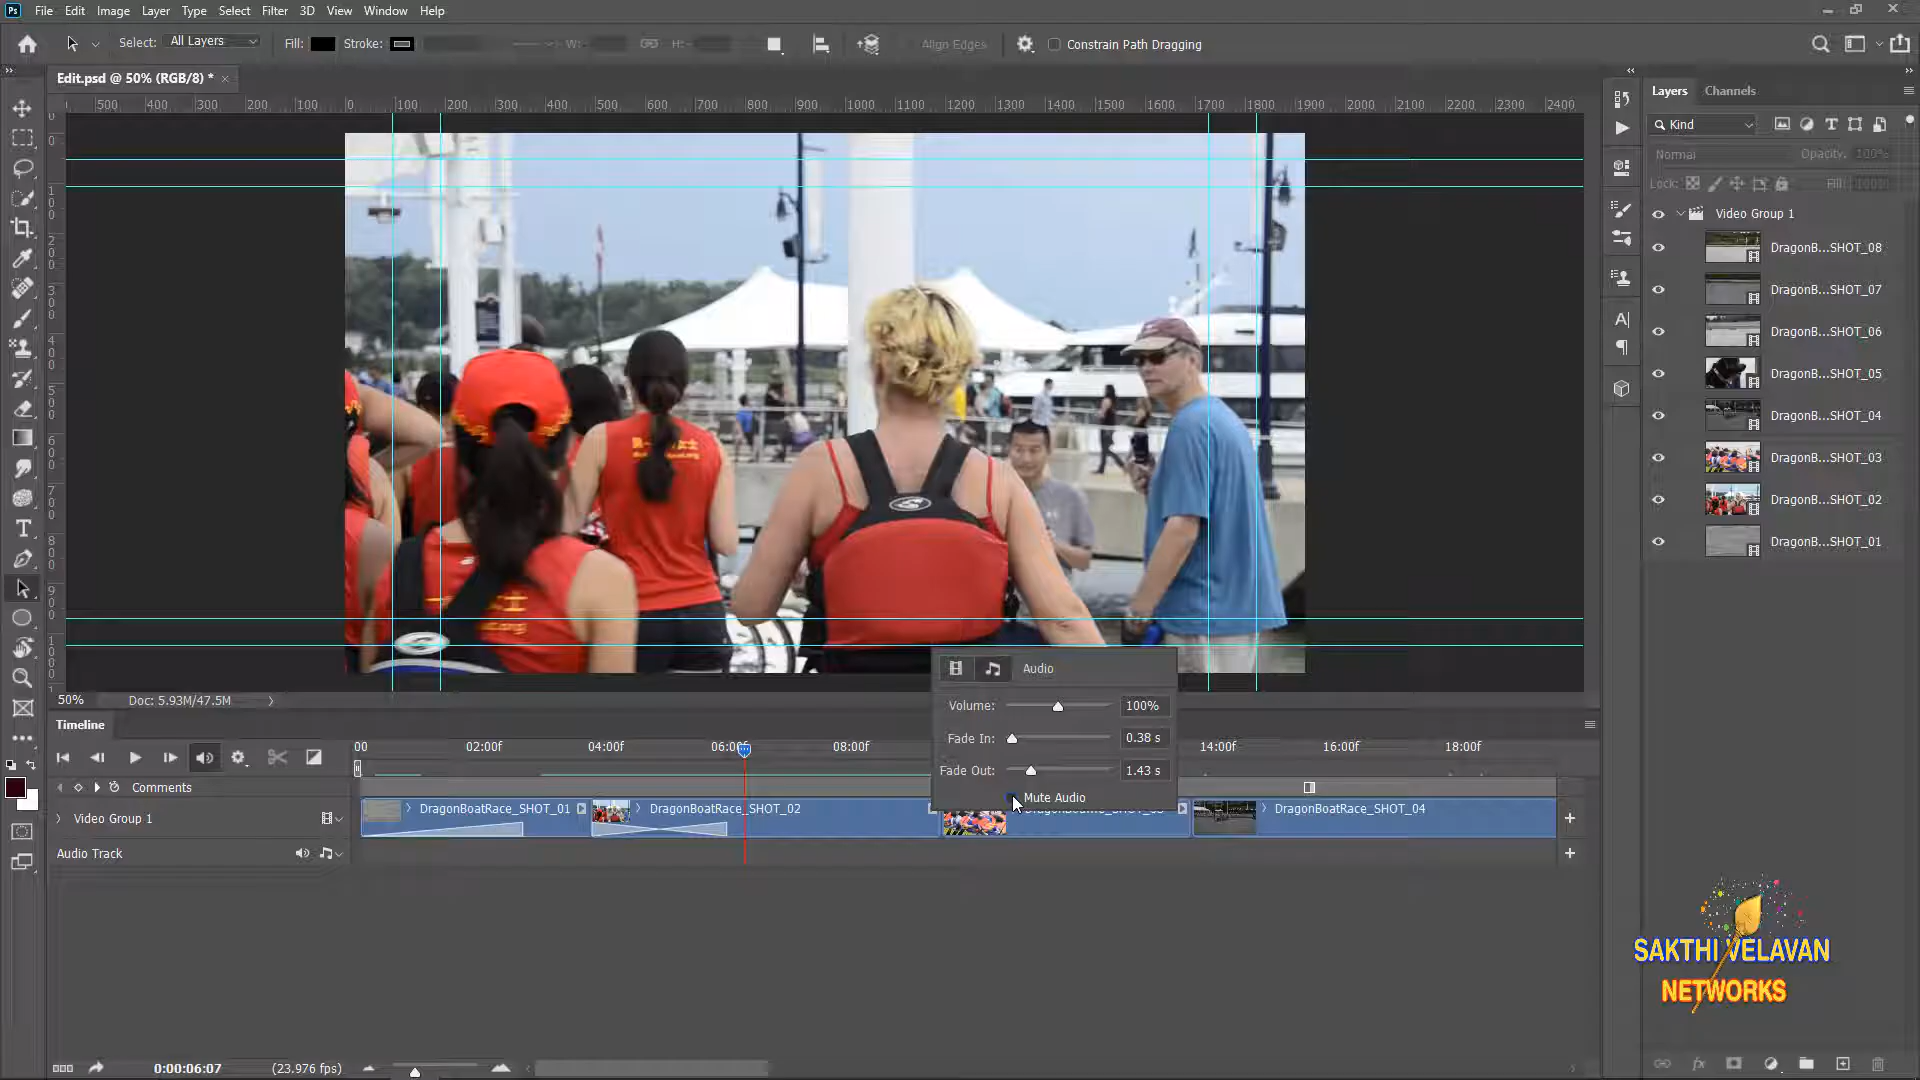 Ps File Edit Image Layer Type Select Filter 3D View Window Help
Select: All Layers Fill: Stroke: W: H: Align Edges Constrain Path Dragging
Edit.psd @ 50% (RGB/8) *
500 400 300 200 100 0 100 200 300 400 500 600 700 800 900 1000 1100 1200 1300 1400 1500 1600 1700 1800 1900 2000 2100 2200 2300 2400
50% Doc: 5.93M/47.5M
Layers Channels
Kind
Normal Opacity: 100%
Lock: Fill: 100%
Video Group 1
DragonB...SHOT_08
DragonB...SHOT_07
DragonB...SHOT_06
DragonB...SHOT_05
DragonB...SHOT_04
DragonB...SHOT_03
DragonB...SHOT_02
DragonB...SHOT_01
Audio
Volume: 100%
Fade In: 0.38 s
Fade Out: 1.43 s
Mute Audio
Timeline
00 02:00f 04:00f 06:00f 08:00f 14:00f 16:00f 18:00f
Comments
Video Group 1
DragonBoatRace_SHOT_01 DragonBoatRace_SHOT_02 DragonBoatRace_SHOT_04
Audio Track
0:00:06:07 (23.976 fps)
SAKTHI VELAVAN
NETWORKS